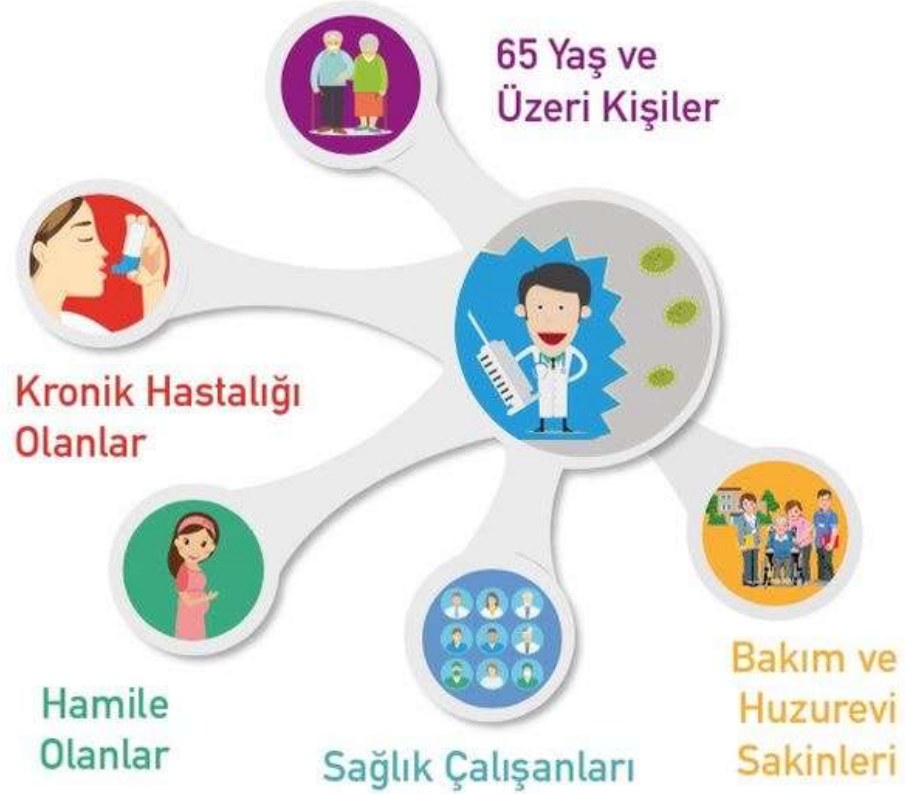 65 Yaş ve
Üzeri Kişiler
Kronik Hastalığı
Olanlar
Hamile
Olanlar
Sağlık Çalışanları
Bakım ve
Huzurevi
Sakinleri